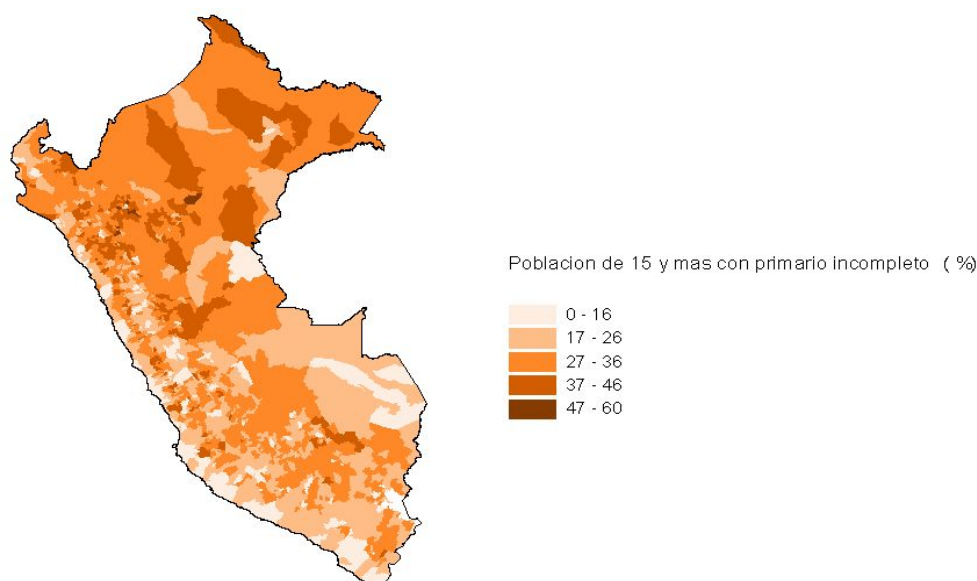 Poblacion de 15 y mas con primario incompleto ( %)
0 - 16
17 - 26
27 - 36
37 - 46
47 - 60